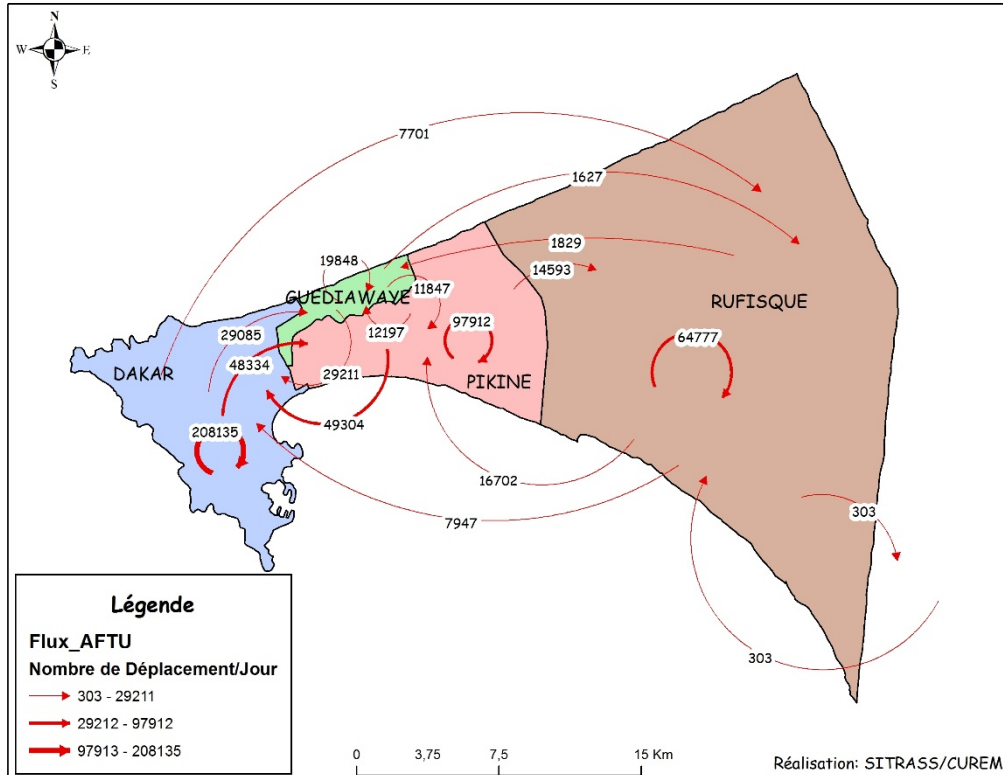 N
W
E
S
7701
1627
1829
19848
14593
11847
GUEDIAWAYE
RUFISQUE
29085
12197
97912
64777
48334
DAKAR
29211
PIKINE
49304
208135
16702
7947
303
303
Légende
Flux_AFTU
Nombre de Déplacement/Jour
303 - 29211
29212 - 97912
97913 - 208135
0 3,75 7,5 15 Km
Réalisation: SITRASS/CUREM